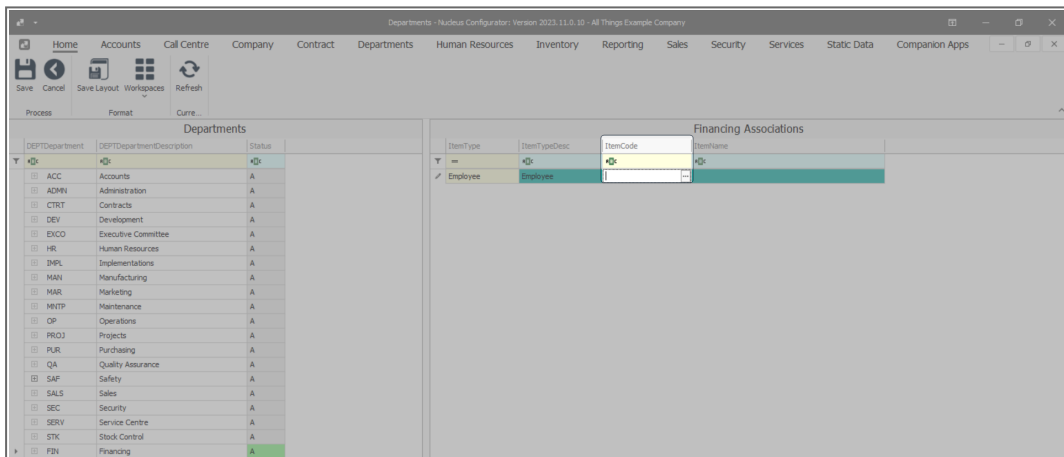 Departments - Nucleus Configurator: Version 2023.11.0.10 - All Things Example Company
Home Accounts Call Centre Company Contract Departments Human Resources Inventory Reporting Sales Security Services Static Data Companion Apps
Save Cancel Save Layout Workspaces Refresh
Process Format Curre...
Departments Financing Associations
DEPTDepartment DEPTDepartmentDescription Status ItemType ItemTypeDesc ItemCode ItemName
=
ACC Accounts A Employee Employee ...
ADMN Administration A
CTRT Contracts A
DEV Development A
EXCO Executive Committee A
HR Human Resources A
IMPL Implementations A
MAN Manufacturing A
MAR Marketing A
MNTP Maintenance A
OP Operations A
PROJ Projects A
PUR Purchasing A
QA Quality Assurance A
SAF Safety A
SALS Sales A
SEC Security A
SERV Service Centre A
STK Stock Control A
FIN Financing A